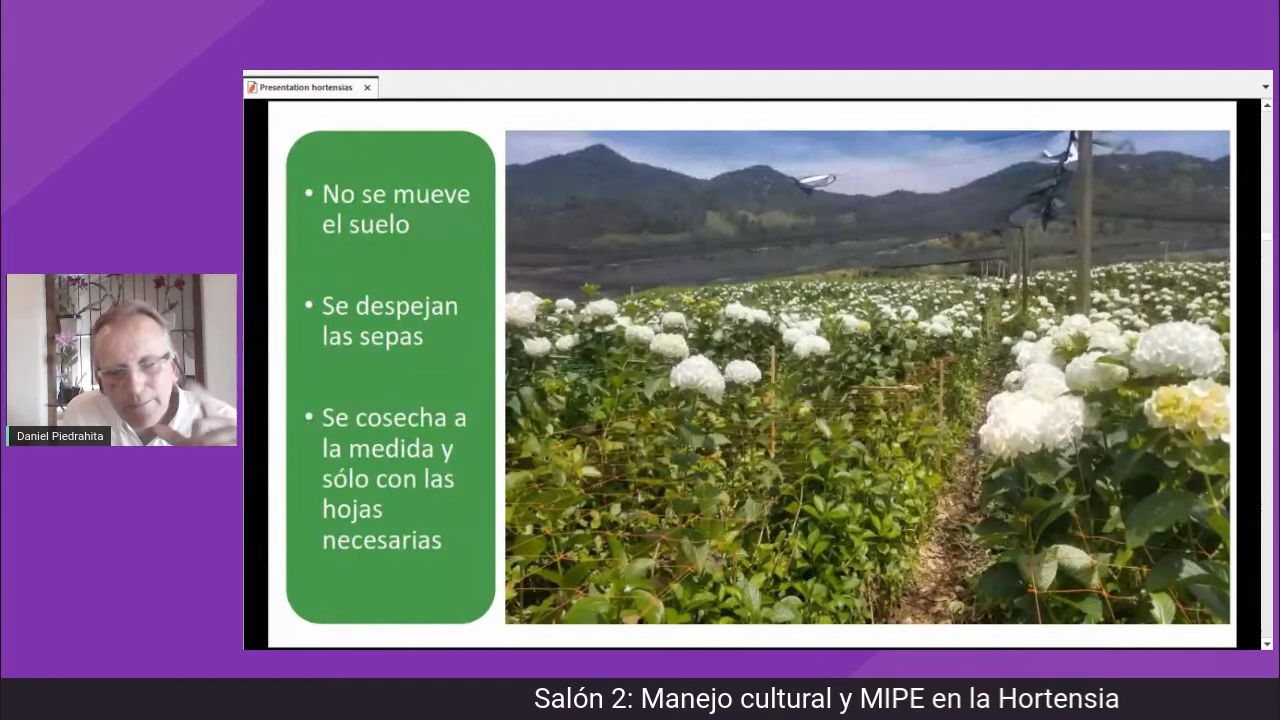 Presentation hortensias
• No se mueve
el suelo
• Se despejan
las sepas
• Se cosecha a
la medida y
sólo con las
hojas
necesarias
Daniel Piedrahita
Salón 2: Manejo cultural y MIPE en la Hortensia